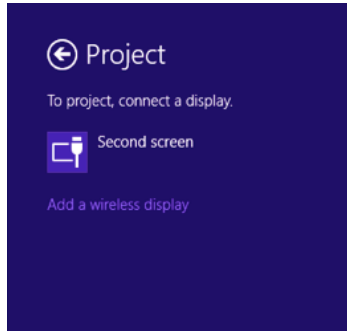 Project
To project, connect a display.
Second screen
Add a wireless display